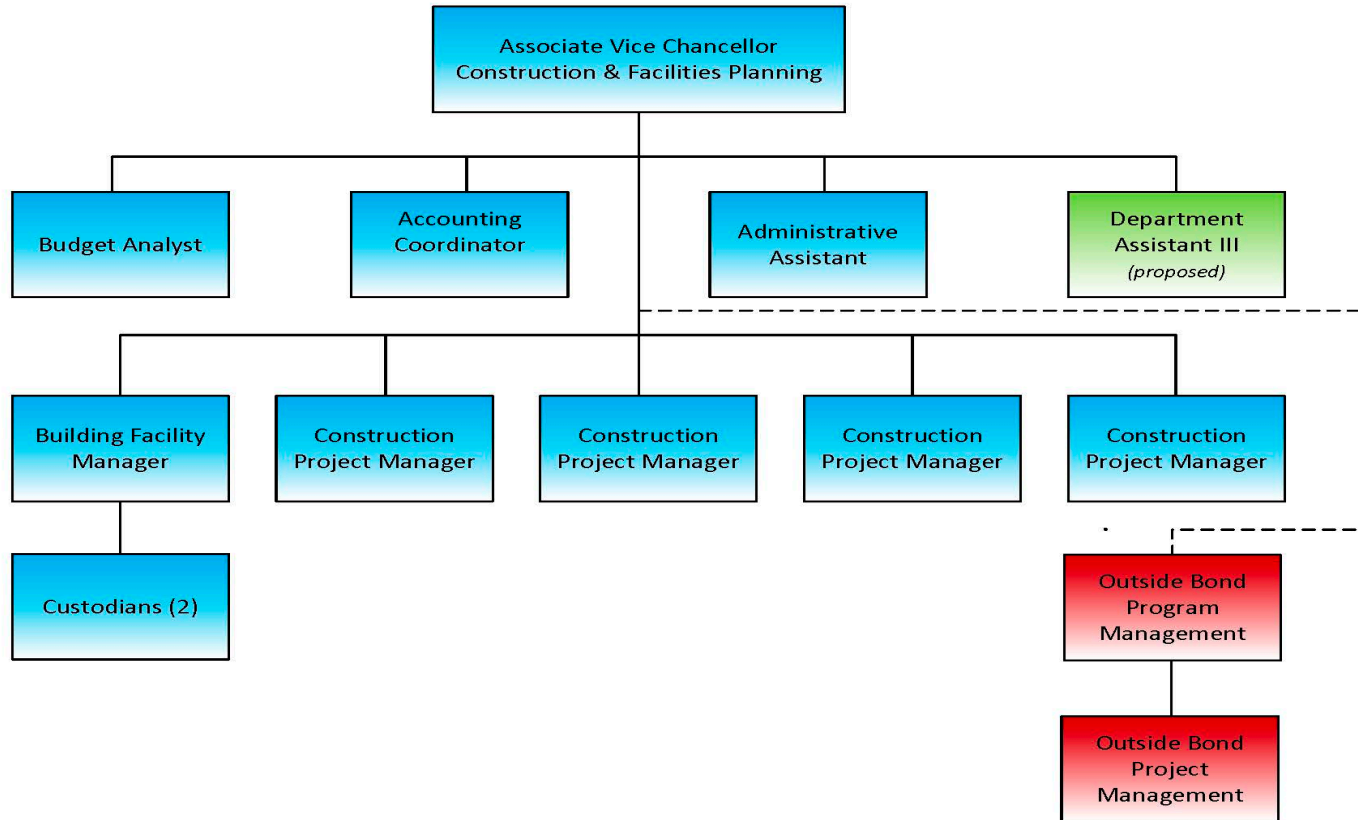 Associate Vice Chancellor
Construction & Facilities Planning
Budget Analyst
Accounting
Coordinator
Administrative
Assistant
Department
Assistant III
(proposed)
Building Facility
Manager
Construction
Project Manager
Construction
Project Manager
Construction
Project Manager
Construction
Project Manager
Custodians (2)
Outside Bond
Program
Management
Outside Bond
Project
Management